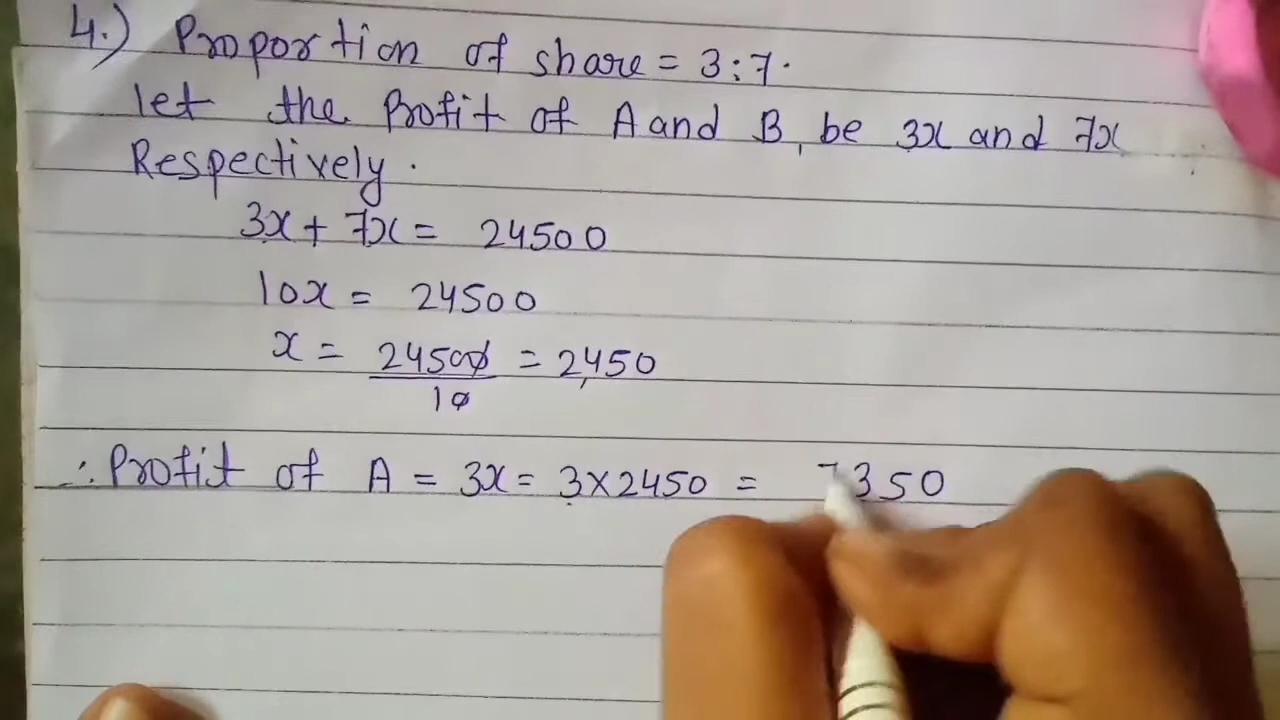 4.) Proportion of share = 3:7.
let the Profit of A and B, be 3x and 7x
Respectively.
3x + 7x = 24500
10x = 24500
x = 24500/10 = 2450
∴ Profit of A = 3x = 3×2450 = 7350